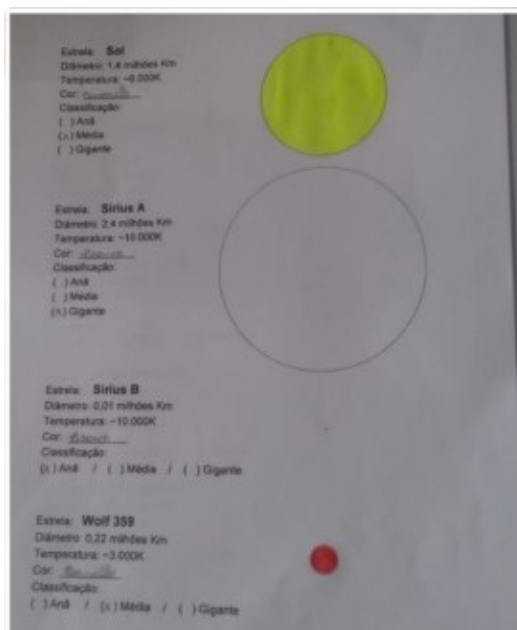 Estrela: Sol
Diâmetro: 1,4 milhões Km
Temperatura: ~6.000K
Cor:
Classificação:
( ) Anã
(x) Média
( ) Gigante
Estrela: Sirius A
Diâmetro: 2,4 milhões Km
Temperatura: ~10.000K
Cor:
Classificação:
( ) Anã
( ) Média
(x) Gigante
Estrela: Sirius B
Diâmetro: 0,01 milhões Km
Temperatura: ~10.000K
Cor:
Classificação:
(x) Anã / ( ) Média / ( ) Gigante
Estrela: Wolf 359
Diâmetro: 0,22 milhões Km
Temperatura: ~3.000K
Cor:
Classificação:
( ) Anã / (x) Média / ( ) Gigante